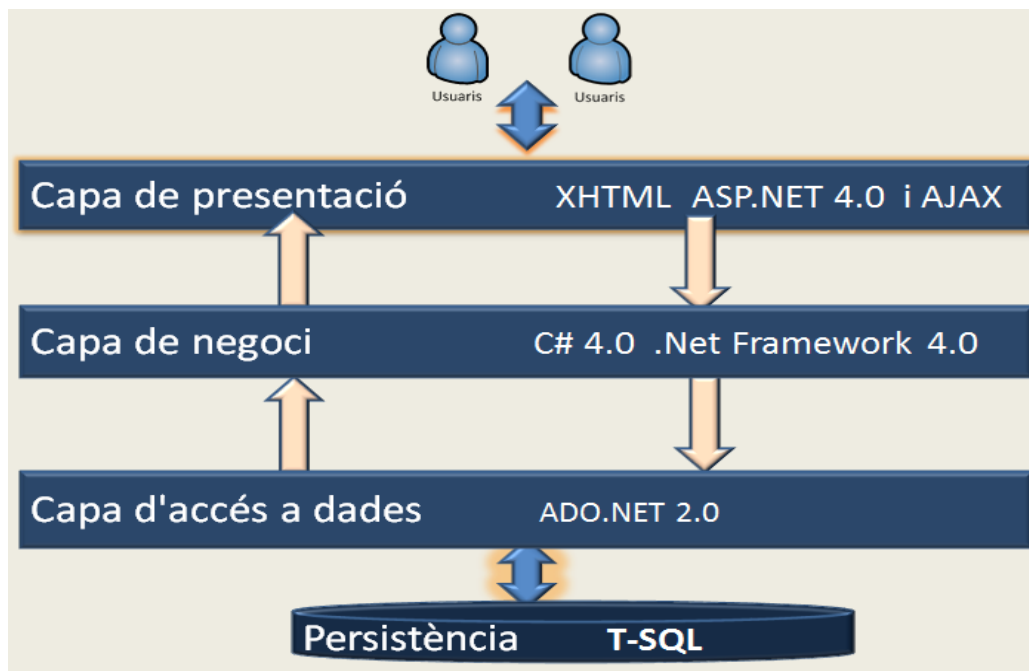 Usuaris Usuaris
Capa de presentació XHTML ASP.NET 4.0 i AJAX
Capa de negoci C# 4.0 .Net Framework 4.0
Capa d'accés a dades ADO.NET 2.0
Persistència T-SQL